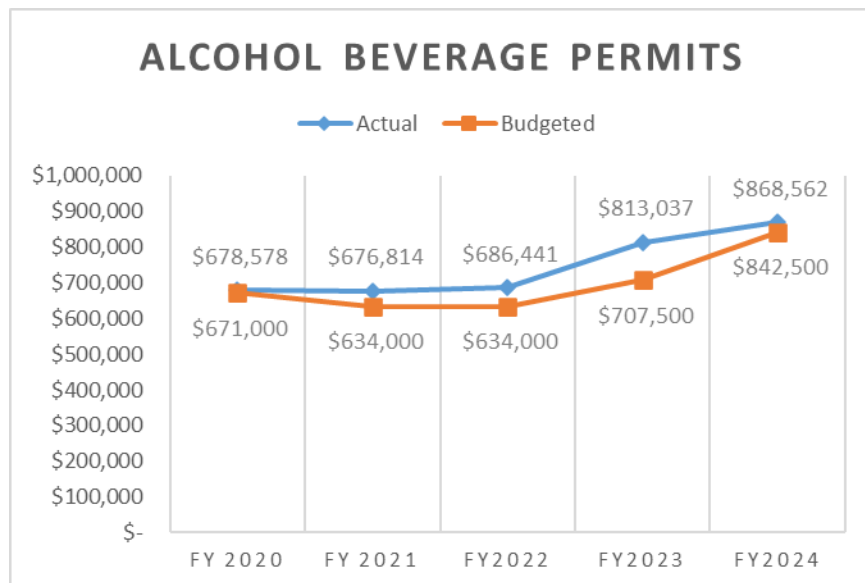 ALCOHOL BEVERAGE PERMITS
Actual Budgeted
$1,000,000
$900,000
$800,000
$700,000
$600,000
$500,000
$400,000
$300,000
$200,000
$100,000
$-
$678,578 $676,814 $686,441 $813,037 $868,562
$671,000 $634,000 $634,000 $707,500 $842,500
FY 2020 FY 2021 FY2022 FY2023 FY2024